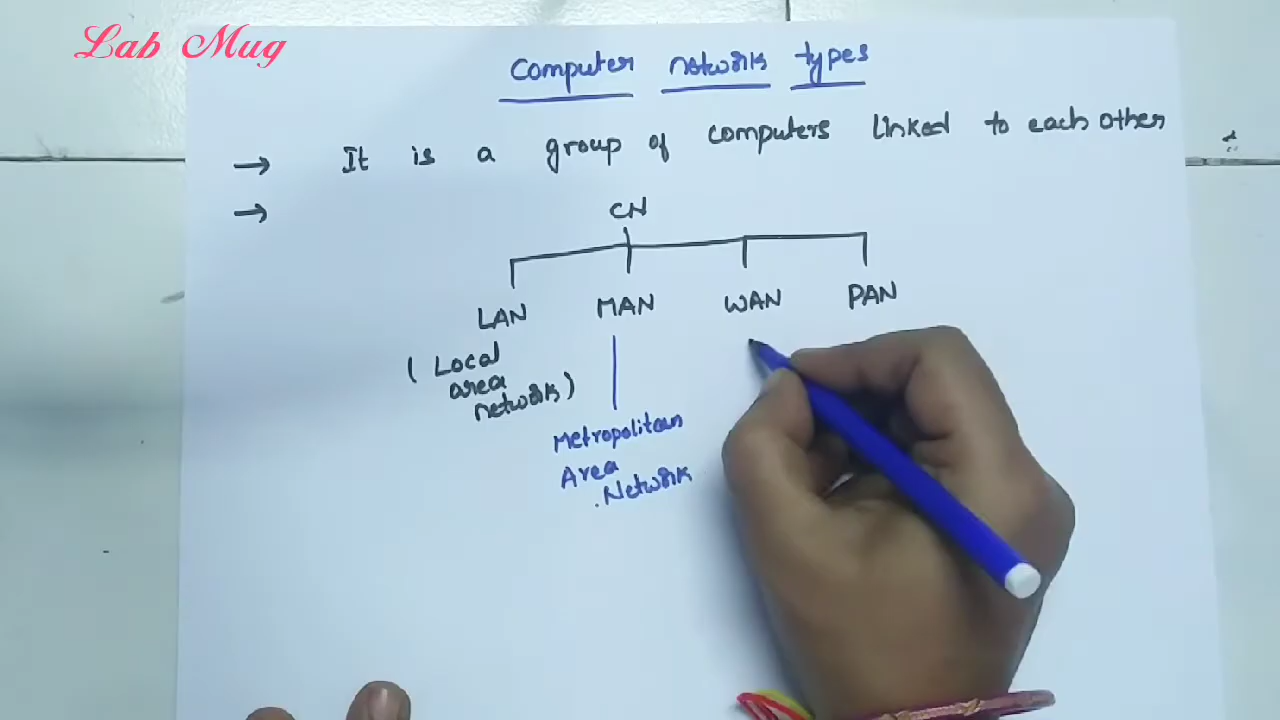 Lab Mug
Computer network types
→ It is a group of computers linked to each other
→
CN
LAN MAN WAN PAN
(Local
area
network)
Metropolitan
Area
.Network